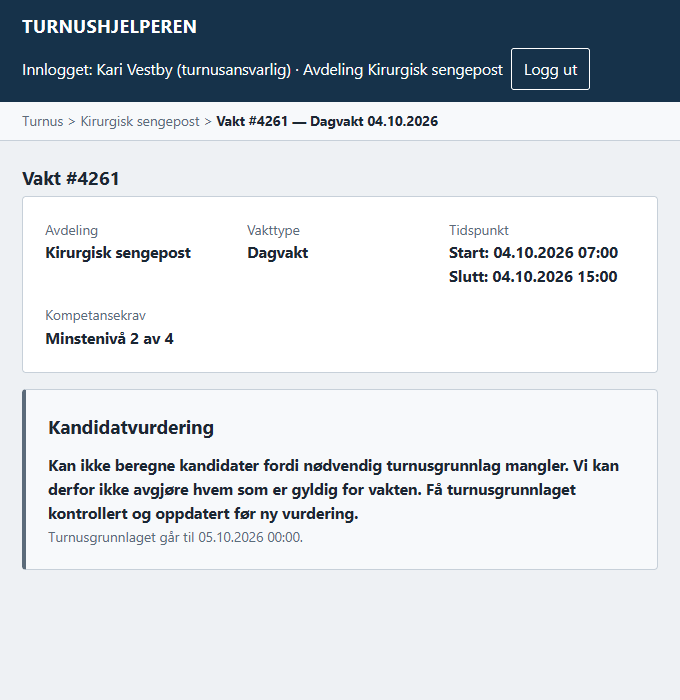 TURNUSHJELPEREN
Innlogget: Kari Vestby (turnusansvarlig) · Avdeling Kirurgisk sengepost
Logg ut
Turnus > Kirurgisk sengepost > Vakt #4261 — Dagvakt 04.10.2026
Vakt #4261
Avdeling
Kirurgisk sengepost
Vakttype
Dagvakt
Tidspunkt
Start: 04.10.2026 07:00
Slutt: 04.10.2026 15:00
Kompetansekrav
Minstenivå 2 av 4
Kandidatvurdering
Kan ikke beregne kandidater fordi nødvendig turnusgrunnlag mangler. Vi kan
derfor ikke avgjøre hvem som er gyldig for vakten. Få turnusgrunnlaget
kontrollert og oppdatert før ny vurdering.
Turnusgrunnlaget går til 05.10.2026 00:00.